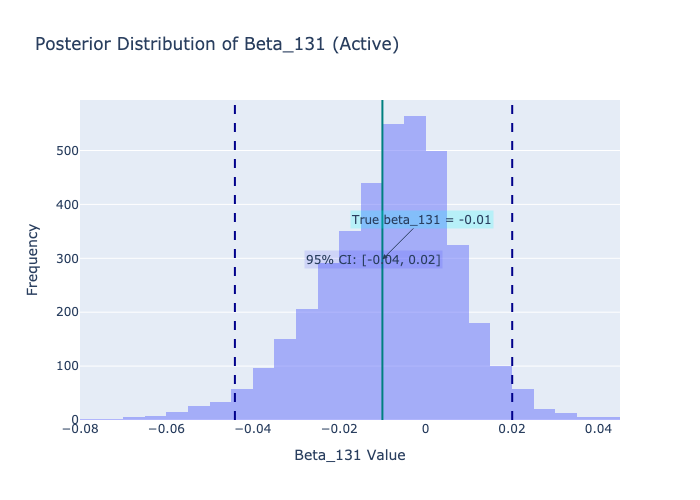 Posterior Distribution of Beta_131 (Active)
Frequency
500
400
300
200
100
0
True beta_131 = -0.01
95% CI: [-0.04, 0.02]
−0.08
−0.06
−0.04
−0.02
0
0.02
0.04
Beta_131 Value